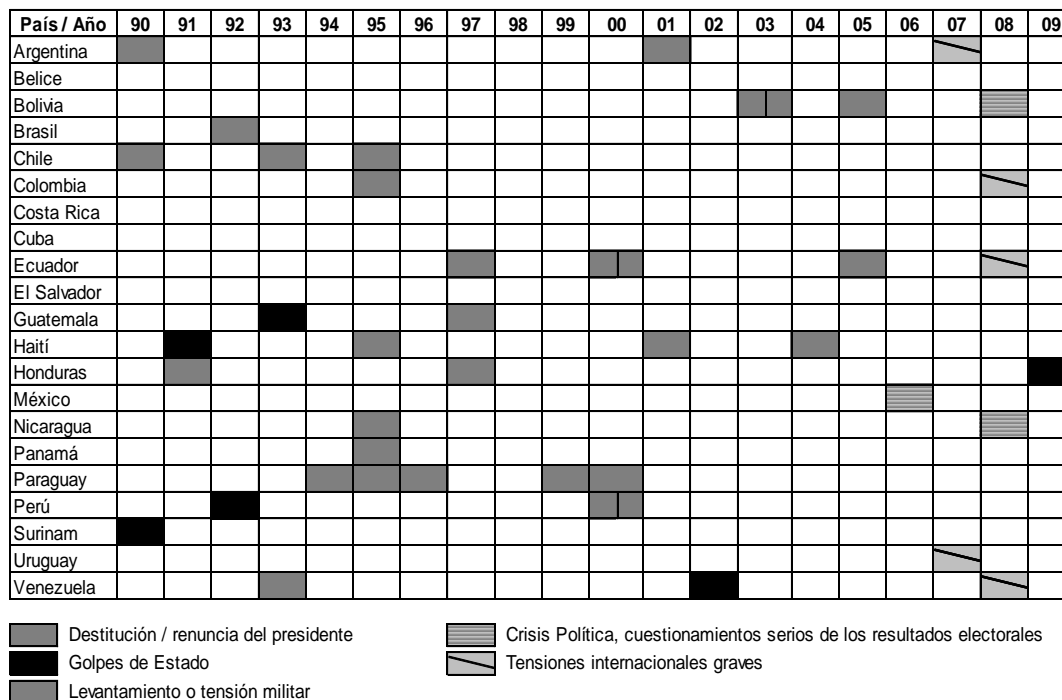 País / Año 90 91 92 93 94 95 96 97 98 99 00 01 02 03 04 05 06 07 08 09
Argentina
Belice
Bolivia
Brasil
Chile
Colombia
Costa Rica
Cuba
Ecuador
El Salvador
Guatemala
Haití
Honduras
México
Nicaragua
Panamá
Paraguay
Perú
Surinam
Uruguay
Venezuela
Destitución / renuncia del presidente
Golpes de Estado
Levantamiento o tensión militar
Crisis Política, cuestionamientos serios de los resultados electorales
Tensiones internacionales graves